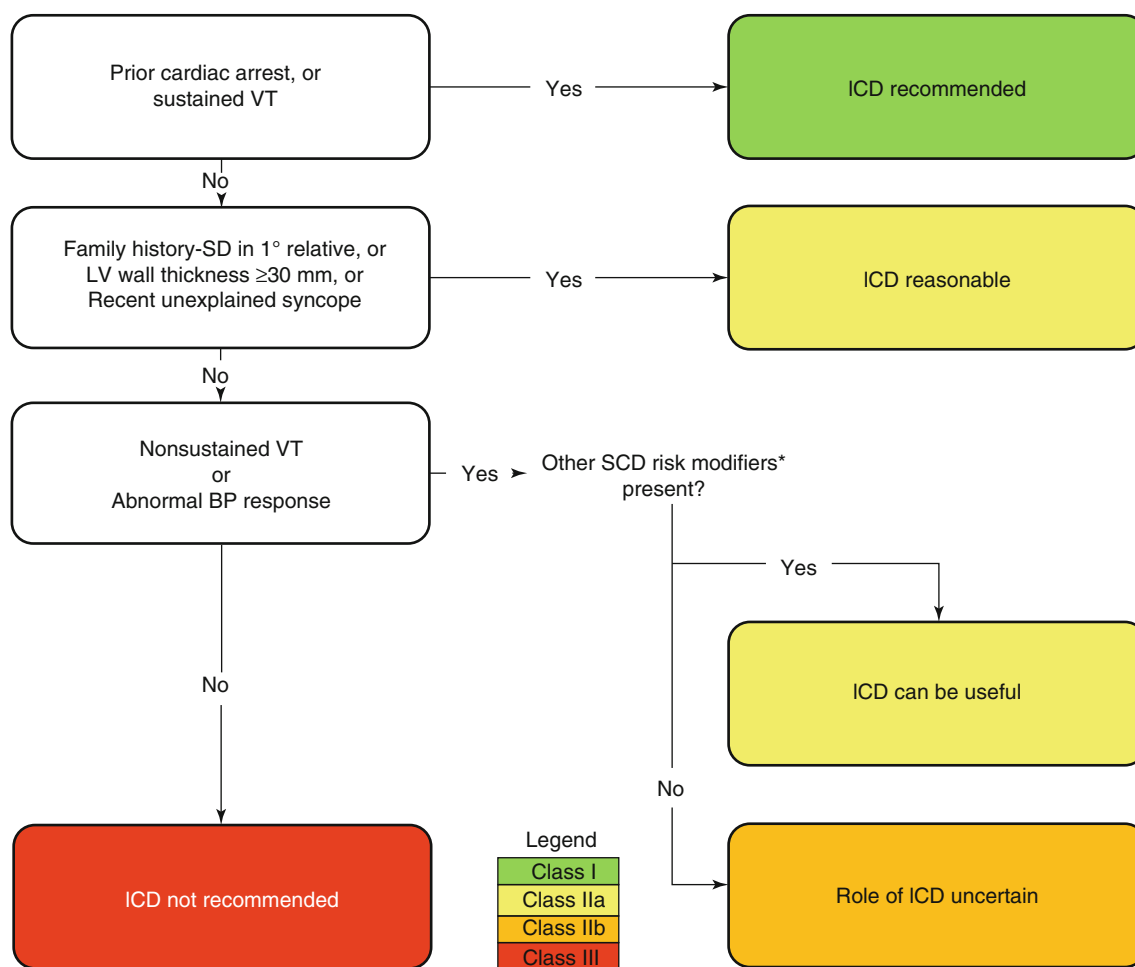 Prior cardiac arrest, or
sustained VT
Yes
ICD recommended
No
Family history-SD in 1° relative, or
LV wall thickness ≥30 mm, or
Recent unexplained syncope
Yes
ICD reasonable
No
Nonsustained VT
or
Abnormal BP response
Yes
Other SCD risk modifiers*
present?
Yes
ICD can be useful
No
No
ICD not recommended
Legend
Class I
Class IIa
Class IIb
Class III
Role of ICD uncertain